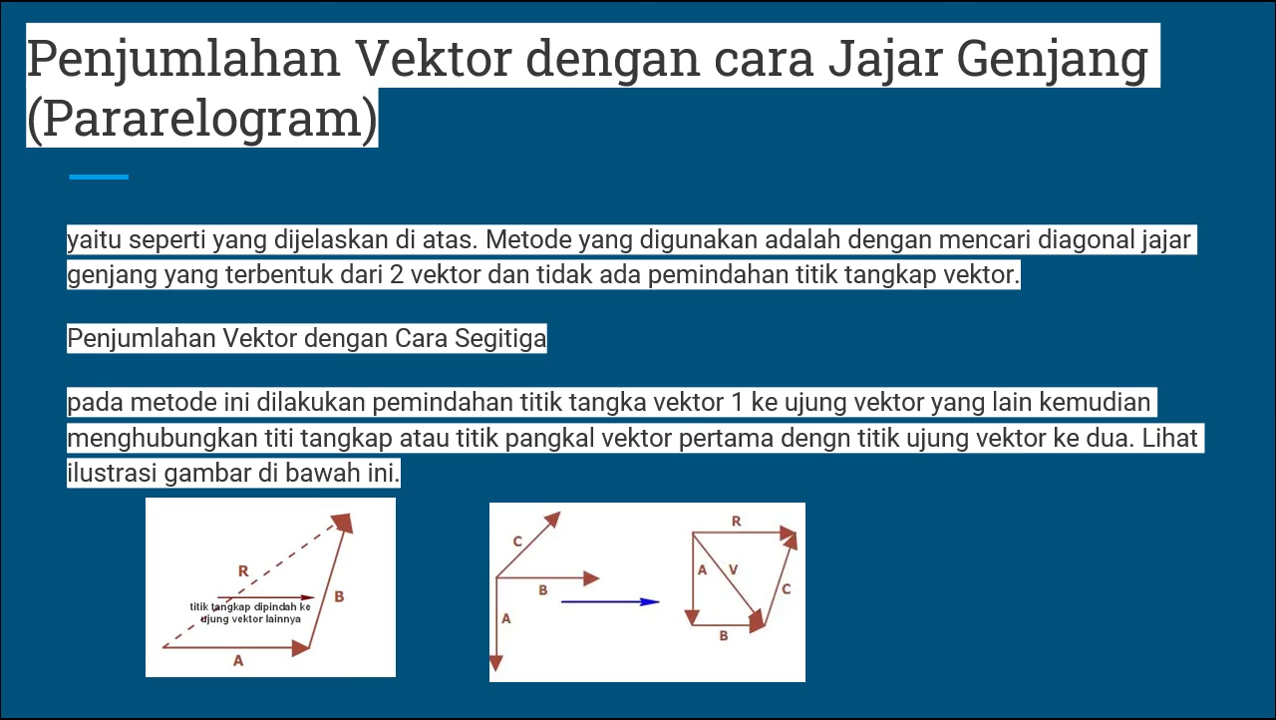 Penjumlahan Vektor dengan cara Jajar Genjang
(Pararelogram)
yaitu seperti yang dijelaskan di atas. Metode yang digunakan adalah dengan mencari diagonal jajar
genjang yang terbentuk dari 2 vektor dan tidak ada pemindahan titik tangkap vektor.
Penjumlahan Vektor dengan Cara Segitiga
pada metode ini dilakukan pemindahan titik tangka vektor 1 ke ujung vektor yang lain kemudian
menghubungkan titi tangkap atau titik pangkal vektor pertama dengn titik ujung vektor ke dua. Lihat
ilustrasi gambar di bawah ini.
R
B
titik tangkap dipindah ke
ujung vektor lainnya
A
C
B
A
R
A
V
C
B